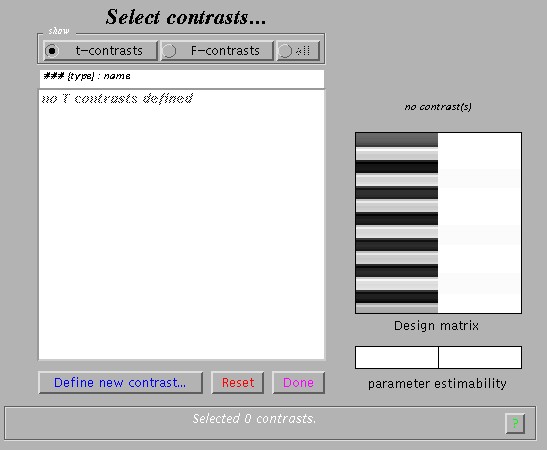 Select contrasts...
show
t-contrasts
F-contrasts
all
### {type} : name
no T contrasts defined
no contrast(s)
Design matrix
parameter estimability
Define new contrast...
Reset
Done
Selected 0 contrasts.
?